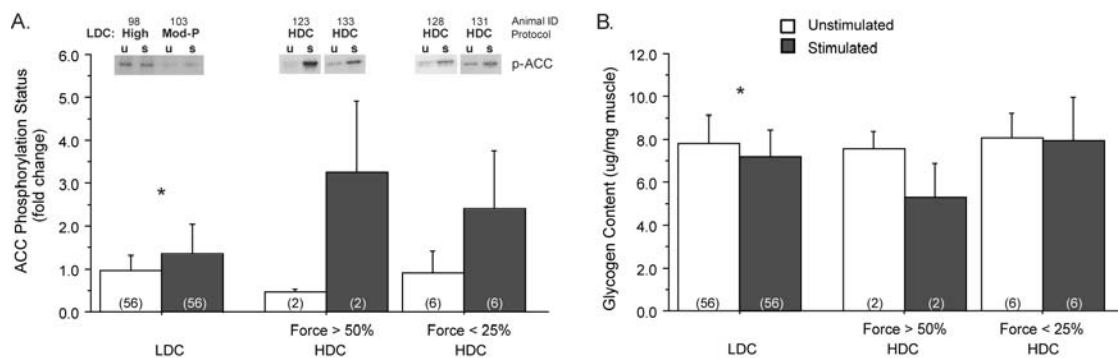 A.
98 103 123 133 128 131 Animal ID
LDC: High Mod-P HDC HDC HDC HDC Protocol
u s u s u s u s u s u s
p-ACC
ACC Phosphorylation Status
(fold change)
6.0
5.0
4.0
3.0
2.0
1.0
0.0
*
(56) (56) (2) (2) (6) (6)
Force > 50% Force < 25%
LDC HDC HDC
B.
Unstimulated
Stimulated
Glycogen Content (ug/mg muscle)
12.0
10.0
8.0
6.0
4.0
2.0
0.0
*
(56) (56) (2) (2) (6) (6)
Force > 50% Force < 25%
LDC HDC HDC